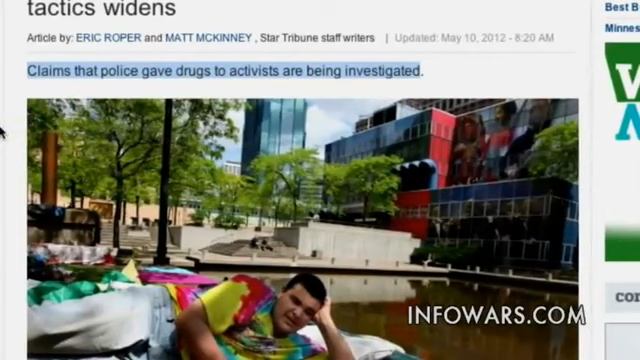 tactics widens
Best B
Article by: ERIC ROPER and MATT MCKINNEY , Star Tribune staff writers | Updated: May 10, 2012 - 8:20 AM
Minnes
Claims that police gave drugs to activists are being investigated.
INFOWARS.COM